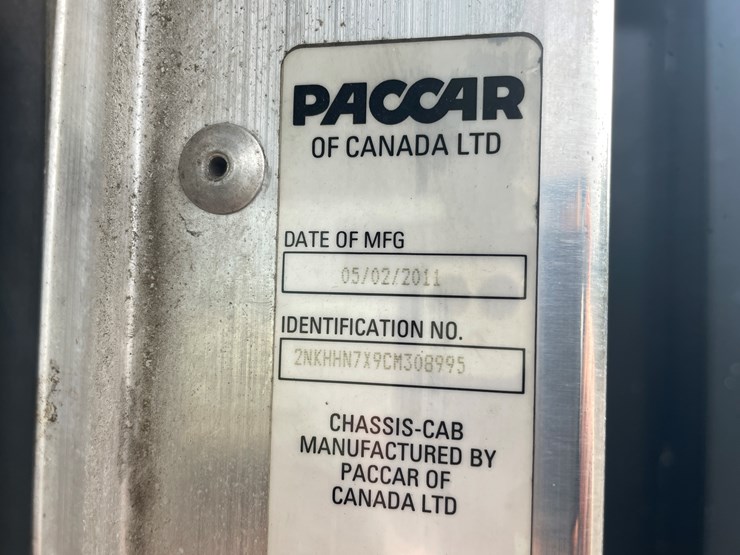 PACCAR
OF CANADA LTD
DATE OF MFG
05/02/2011
IDENTIFICATION NO.
2NKHHN7X9CM308995
CHASSIS-CAB
MANUFACTURED BY
PACCAR OF
CANADA LTD